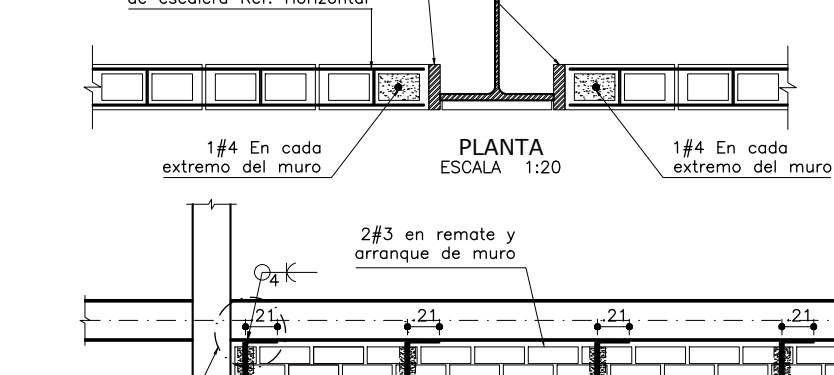 de escalera Ref. Horizontal
1#4 En cada
extremo del muro
PLANTA
ESCALA 1:20
1#4 En cada
extremo del muro
2#3 en remate y
arranque de muro
4
.21
.21
.21
.21